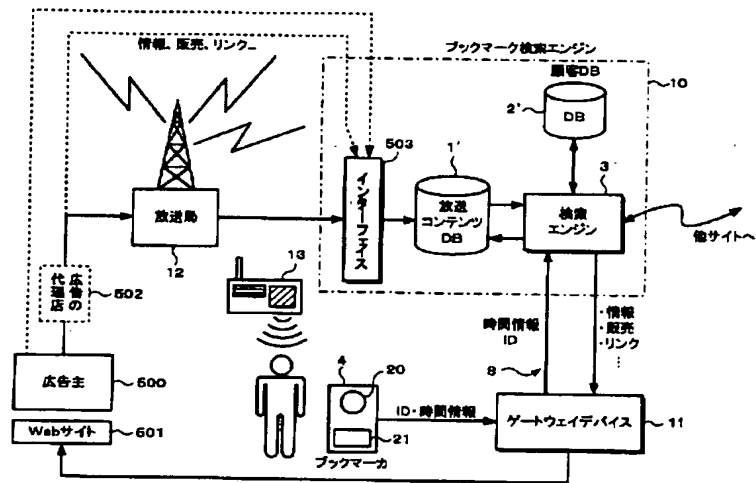 情報、販売、リンク...
ブックマーク検索エンジン
顧客DB
10
2'
DB
503
1'
3
インターフェイス
放送
コンテンツ
DB
検索
エンジン
他サイトへ
放送局
12
13
広告の
代理店
502
時間情報
ID
・情報
・販売
・リンク
...
8
4
20
広告主
500
ID・時間情報
ゲートウェイデバイス
11
21
Webサイト
501
ブックマーカ